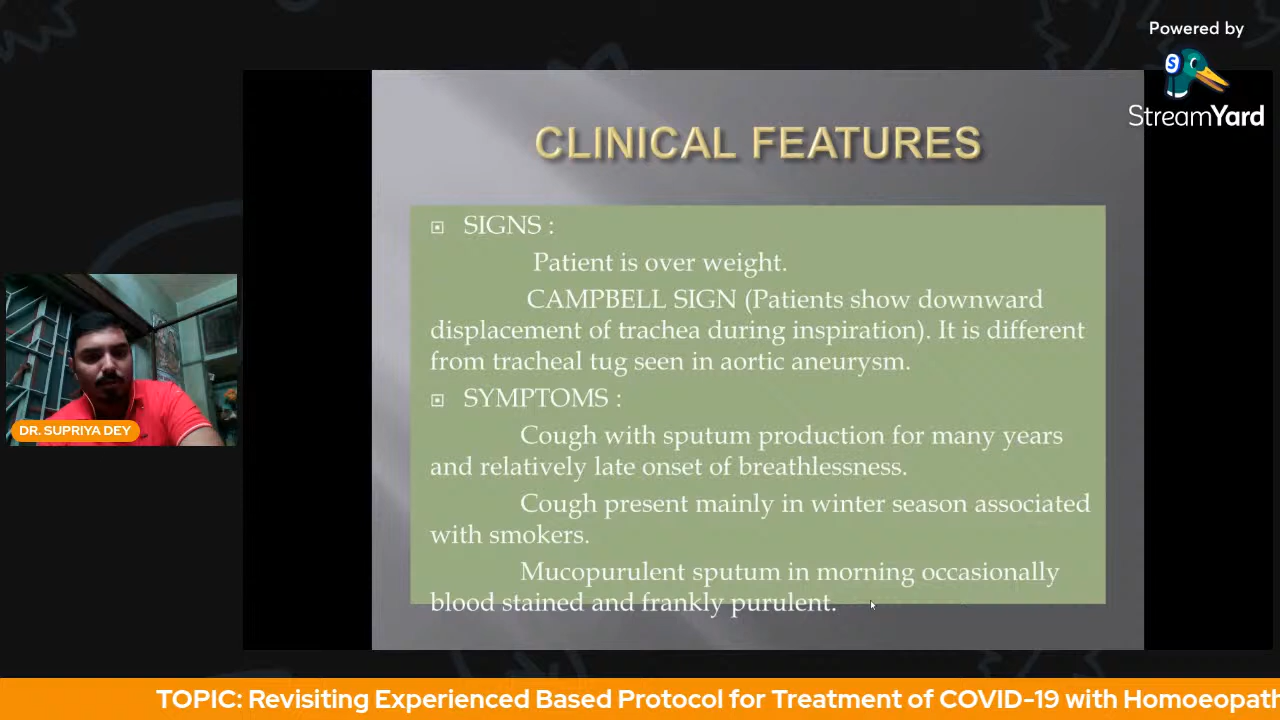 Powered by
S
StreamYard
CLINICAL FEATURES
SIGNS :
Patient is over weight.
CAMPBELL SIGN (Patients show downward
displacement of trachea during inspiration). It is different
from tracheal tug seen in aortic aneurysm.
SYMPTOMS :
Cough with sputum production for many years
and relatively late onset of breathlessness.
Cough present mainly in winter season associated
with smokers.
Mucopurulent sputum in morning occasionally
blood stained and frankly purulent.
DR. SUPRIYA DEY
TOPIC: Revisiting Experienced Based Protocol for Treatment of COVID-19 with Homoeopath